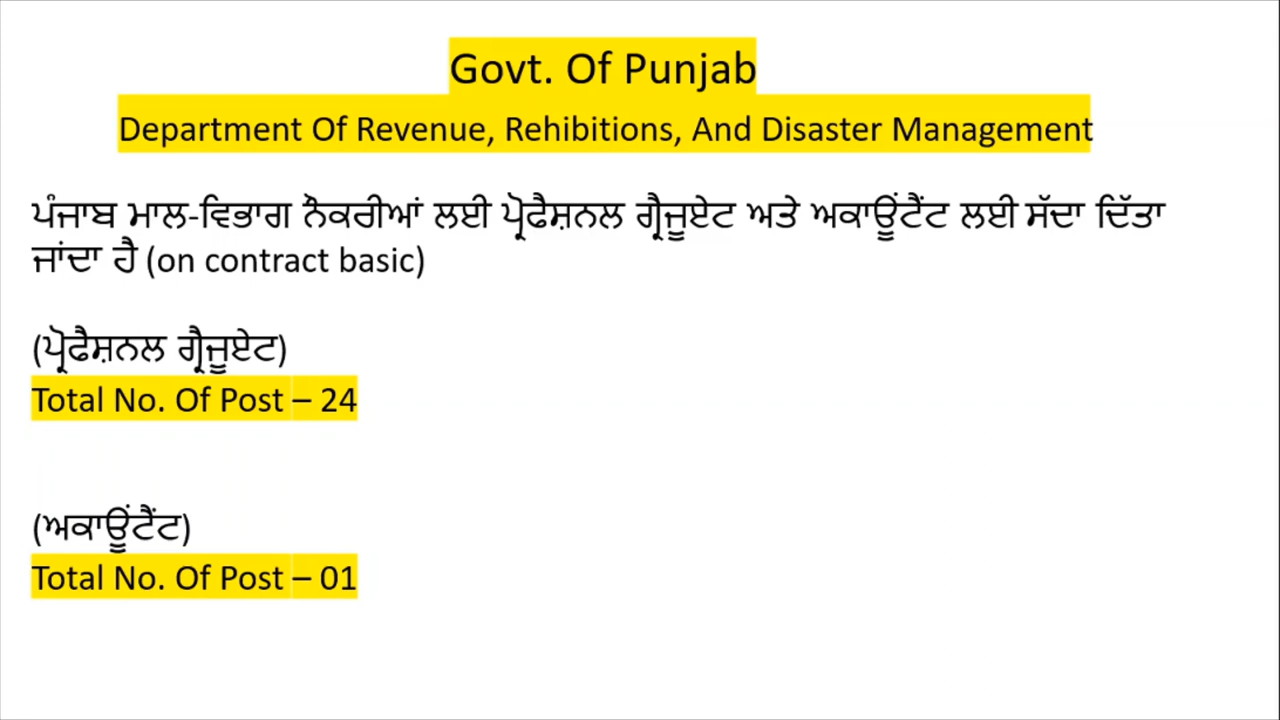 Govt. Of Punjab
Department Of Revenue, Rehibitions, And Disaster Management
ਪੰਜਾਬ ਮਾਲ-ਵਿਭਾਗ ਨੌਕਰੀਆਂ ਲਈ ਪ੍ਰੋਫੈਸ਼ਨਲ ਗ੍ਰੈਜੂਏਟ ਅਤੇ ਅਕਾਊਂਟੈਂਟ ਲਈ ਸੱਦਾ ਦਿੱਤਾ
ਜਾਂਦਾ ਹੈ (on contract basic)
(ਪ੍ਰੋਫੈਸ਼ਨਲ ਗ੍ਰੈਜੂਏਟ)
Total No. Of Post – 24
(ਅਕਾਊਂਟੈਂਟ)
Total No. Of Post – 01